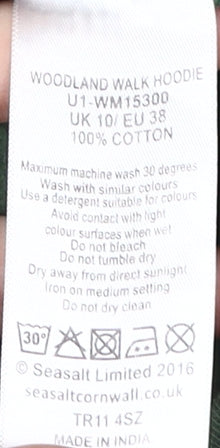 WOODLAND WALK HOODIE
U1-WM15300
UK 10/ EU 38
100% COTTON
Maximum machine wash 30 degrees
Wash with similar colours
Use a detergent suitable for colours
Avoid contact with light
colour surfaces when wet
Do not bleach
Do not tumble dry
Dry away from direct sunlight
Iron on medium setting
Do not dry clean
30°
© Seasalt Limited 2016
seasaltcornwall.co.uk
TR11 4SZ
MADE IN INDIA